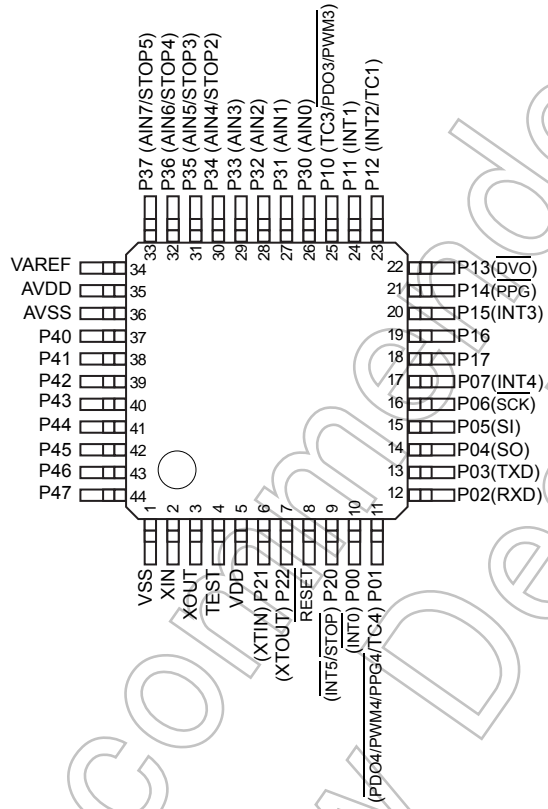 P37 (AIN7/STOP5)
P36 (AIN6/STOP4)
P35 (AIN5/STOP3)
P34 (AIN4/STOP2)
P33 (AIN3)
P32 (AIN2)
P31 (AIN1)
P30 (AIN0)
P10 (TC3/PDO3/PWM3)
P11 (INT1)
P12 (INT2/TC1)
33
32
31
30
29
28
27
26
25
24
23
VAREF 34
AVDD 35
AVSS 36
P40 37
P41 38
P42 39
P43 40
P44 41
P45 42
P46 43
P47 44
22 P13(DVO)
21 P14(PPG)
20 P15(INT3)
19 P16
18 P17
17 P07(INT4)
16 P06(SCK)
15 P05(SI)
14 P04(SO)
13 P03(TXD)
12 P02(RXD)
1
2
3
4
5
6
7
8
9
10
11
VSS
XIN
XOUT
TEST
VDD
(XTIN) P21
(XTOUT) P22
RESET
(INT5/STOP) P20
(INT0) P00
(PDO4/PWM4/PPG4/TC4) P01